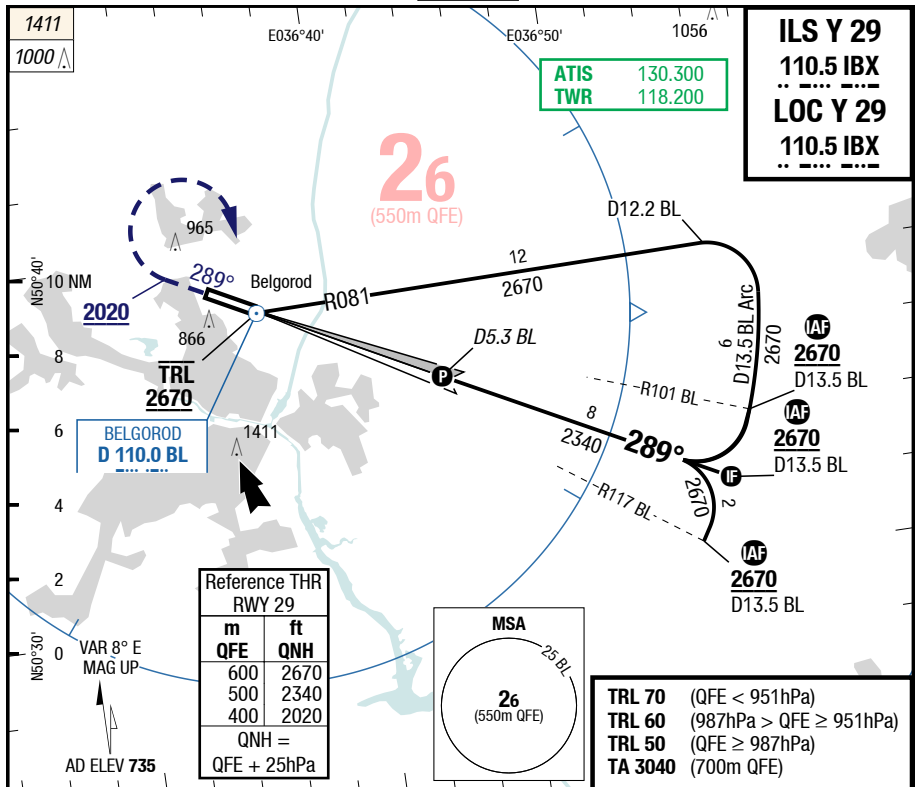 1411
1000
E036°40'
E036°50'
1056
ILS Y 29
110.5 IBX
LOC Y 29
110.5 IBX
ATIS 130.300
TWR 118.200
26
(550m QFE)
D12.2 BL
965
12
2670
R081
N50°40'
10 NM
289°
Belgorod
2020
866
D5.3 BL
6
D13.5 BL Arc
2670
IAF
2670
D13.5 BL
8
TRL
2670
P
R101 BL
IAF
2670
D13.5 BL
6
BELGOROD
D 110.0 BL
1411
8
2340
289°
IF
2670
2
4
R117 BL
IAF
2670
D13.5 BL
2
N50°30'
0
VAR 8° E
MAG UP
AD ELEV 735
Reference THR
RWY 29
m ft
QFE QNH
600 2670
500 2340
400 2020
QNH =
QFE + 25hPa
MSA
25 BL
26
(550m QFE)
TRL 70 (QFE < 951hPa)
TRL 60 (987hPa > QFE ≥ 951hPa)
TRL 50 (QFE ≥ 987hPa)
TA 3040 (700m QFE)